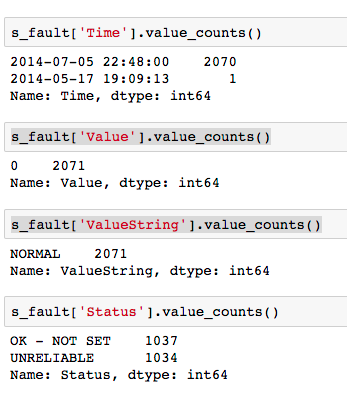 s_fault['Time'].value_counts()
2014-07-05 22:48:00    2070
2014-05-17 19:09:13       1
Name: Time, dtype: int64
s_fault['Value'].value_counts()
0    2071
Name: Value, dtype: int64
s_fault['ValueString'].value_counts()
NORMAL    2071
Name: ValueString, dtype: int64
s_fault['Status'].value_counts()
OK - NOT SET    1037
UNRELIABLE      1034
Name: Status, dtype: int64